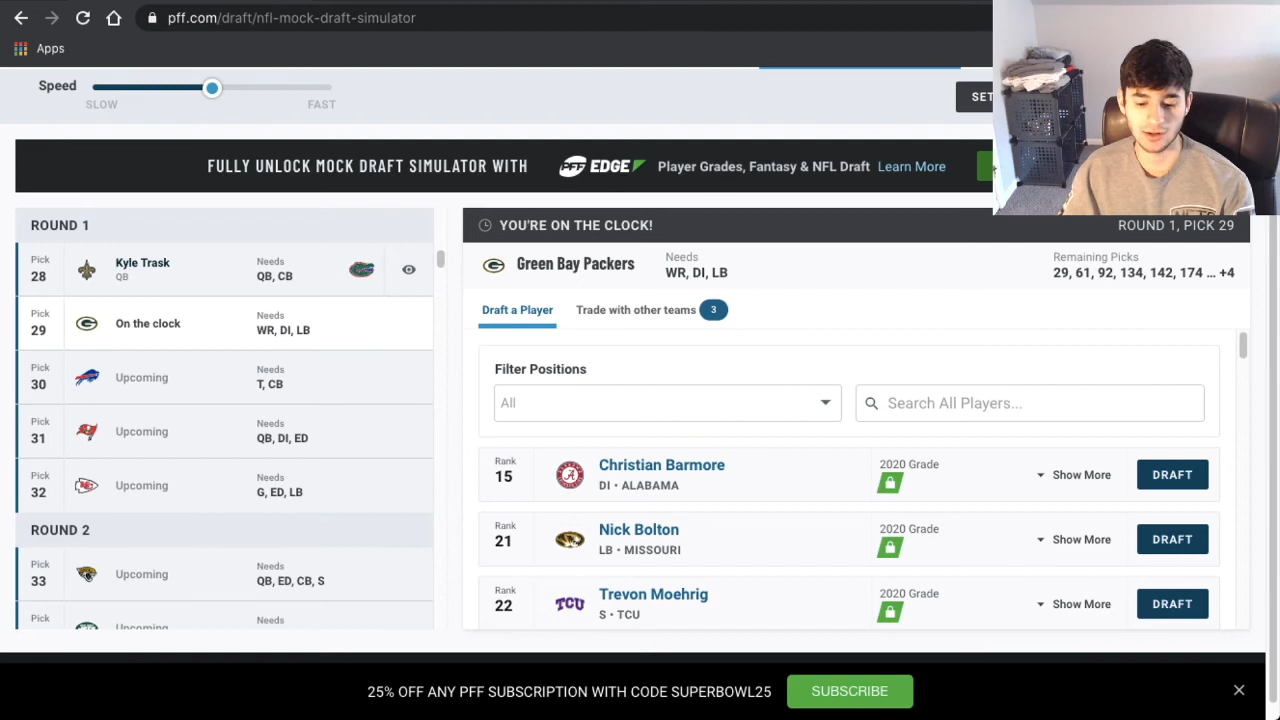 pff.com/draft/nfl-mock-draft-simulator
Apps
Speed
SLOW
FAST
SET
FULLY UNLOCK MOCK DRAFT SIMULATOR WITH
PFF EDGE
Player Grades, Fantasy & NFL Draft Learn More
ROUND 1
Pick
28
Kyle Trask
QB
Needs
QB, CB
Pick
29
On the clock
Needs
WR, DI, LB
Pick
30
Upcoming
Needs
T, CB
Pick
31
Upcoming
Needs
QB, DI, ED
Pick
32
Upcoming
Needs
G, ED, LB
ROUND 2
Pick
33
Upcoming
Needs
QB, ED, CB, S
Pick
Upcoming
Needs
YOU'RE ON THE CLOCK!
ROUND 1, PICK 29
Green Bay Packers
Needs
WR, DI, LB
Remaining Picks
29, 61, 92, 134, 142, 174 ... +4
Draft a Player
Trade with other teams 3
Filter Positions
All
Search All Players...
Rank
15
Christian Barmore
DI • ALABAMA
2020 Grade
Show More
DRAFT
Rank
21
Nick Bolton
LB • MISSOURI
2020 Grade
Show More
DRAFT
Rank
22
TCU
Trevon Moehrig
S • TCU
2020 Grade
Show More
DRAFT
25% OFF ANY PFF SUBSCRIPTION WITH CODE SUPERBOWL25
SUBSCRIBE